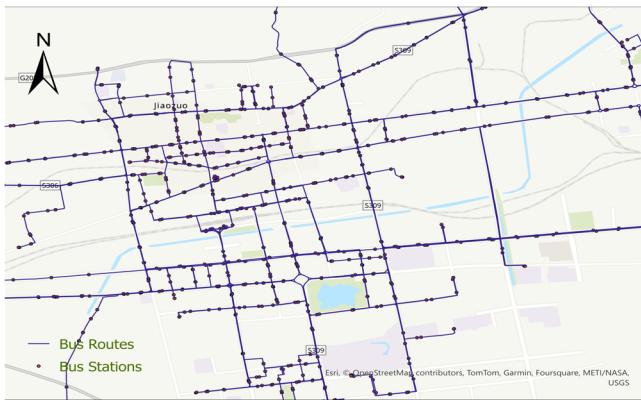 N
S309
G20
Jiaozuo
S306
S309
Bus Routes
S309
Bus Stations
Esri, © OpenStreetMap contributors, TomTom, Garmin, Foursquare, METI/NASA,
USGS